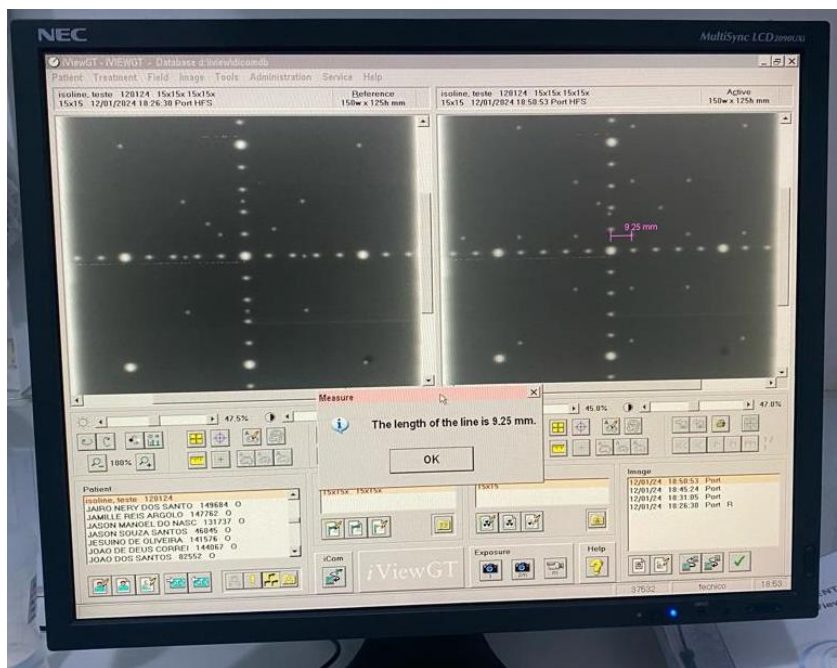 NEC
MultiSync LCD 2090UXi
iViewGT - iVIEWGT - Database d:\iview\dicomdb
Patient Treatment Field Image Tools Administration Service Help
isoline, teste 120124 15x15x 15x15x
15x15 12/01/2024 18:26:30 Port HFS
Reference
150w x 125h mm
isoline, teste 120124 15x15x 15x15x
15x15 12/01/2024 18:50:53 Port HFS
Active
150w x 125h mm
9.25 mm
Measure
The length of the line is 9.25 mm.
OK
47.5%
45.8%
47.0%
100%
Patient
isoline, teste 120124
JAIRO NERY DOS SANTO 149684 O
JAMILLE REIS ARGOLO 147762 O
JASON MANOEL DO NASC 131737 O
JASON SOUZA SANTOS 46045 O
JESUINO DE OLIVEIRA 141576 O
JOAO DE DEUS CORREI 144067 O
JOAO DOS SANTOS 82552 O
15x15x 15x15x
15x15
Image
12/01/24 18:50:53 Port
12/01/24 18:45:24 Port
12/01/24 18:31:05 Port
12/01/24 18:26:30 Port R
iCom
iViewGT
Exposure
Help
37532
tecnico
18:53